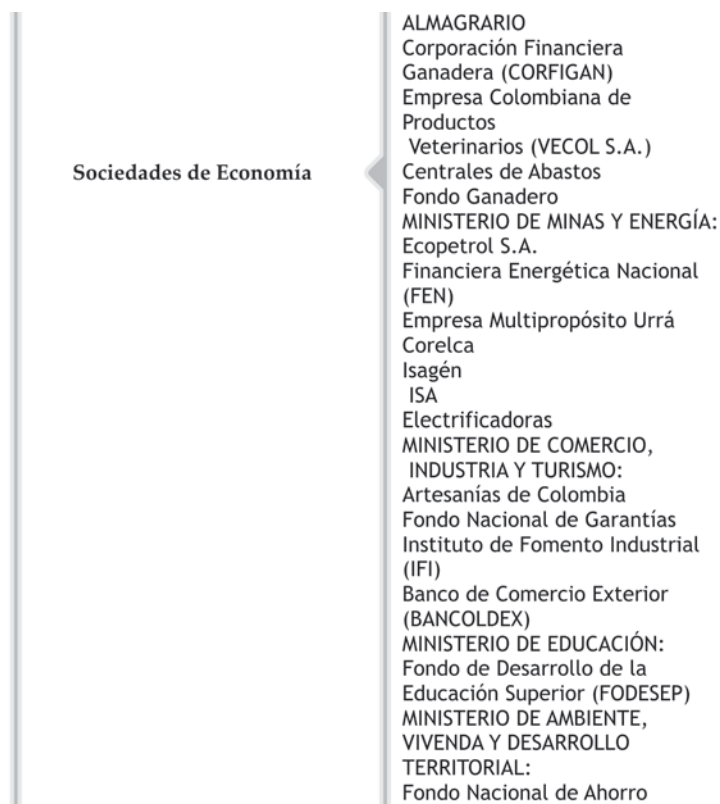 Sociedades de Economía
ALMAGRARIO
Corporación Financiera
Ganadera (CORFIGAN)
Empresa Colombiana de
Productos
Veterinarios (VECOL S.A.)
Centrales de Abastos
Fondo Ganadero
MINISTERIO DE MINAS Y ENERGÍA:
Ecopetrol S.A.
Financiera Energética Nacional
(FEN)
Empresa Multipropósito Urrá
Corelca
Isagén
ISA
Electrificadoras
MINISTERIO DE COMERCIO,
INDUSTRIA Y TURISMO:
Artesanías de Colombia
Fondo Nacional de Garantías
Instituto de Fomento Industrial
(IFI)
Banco de Comercio Exterior
(BANCOLDEX)
MINISTERIO DE EDUCACIÓN:
Fondo de Desarrollo de la
Educación Superior (FODESEP)
MINISTERIO DE AMBIENTE,
VIVENDA Y DESARROLLO
TERRITORIAL:
Fondo Nacional de Ahorro